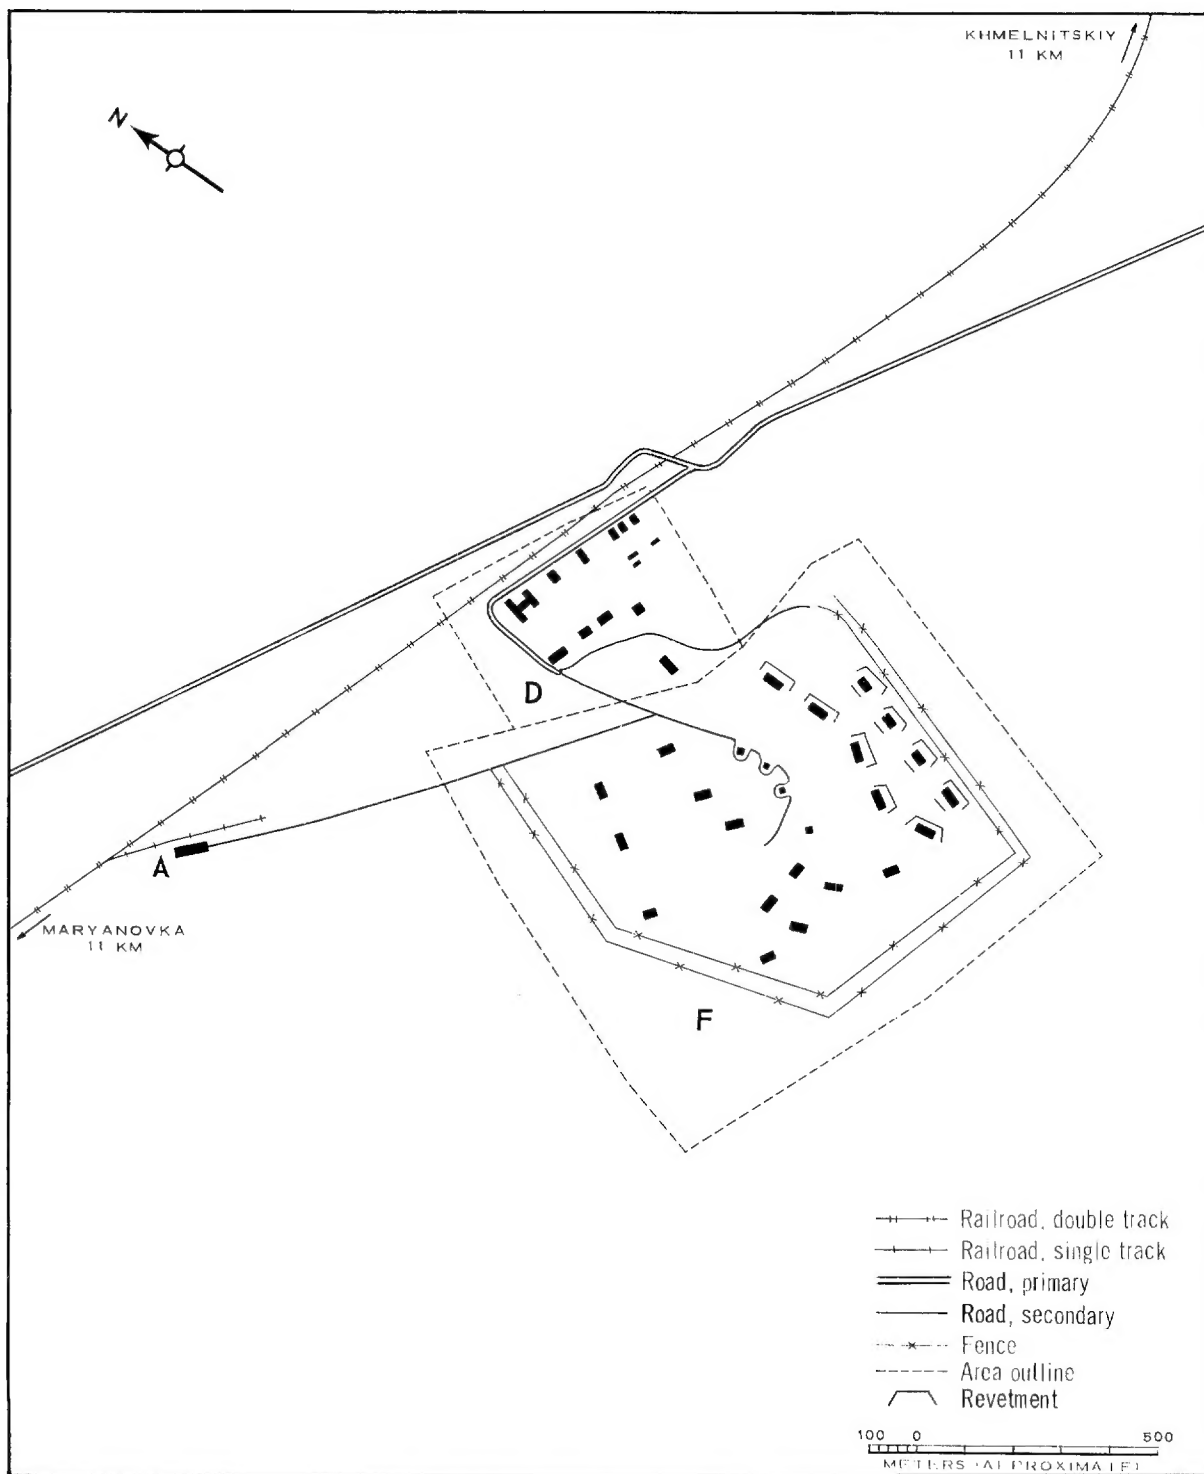 KHMELNITSKIY
11 KM
N
D
A
MARYANOVKA
11 KM
F
Railroad, double track
Railroad, single track
Road, primary
Road, secondary
Fence
Area outline
Revetment
100 0 500
METERS (APPROXIMATE)